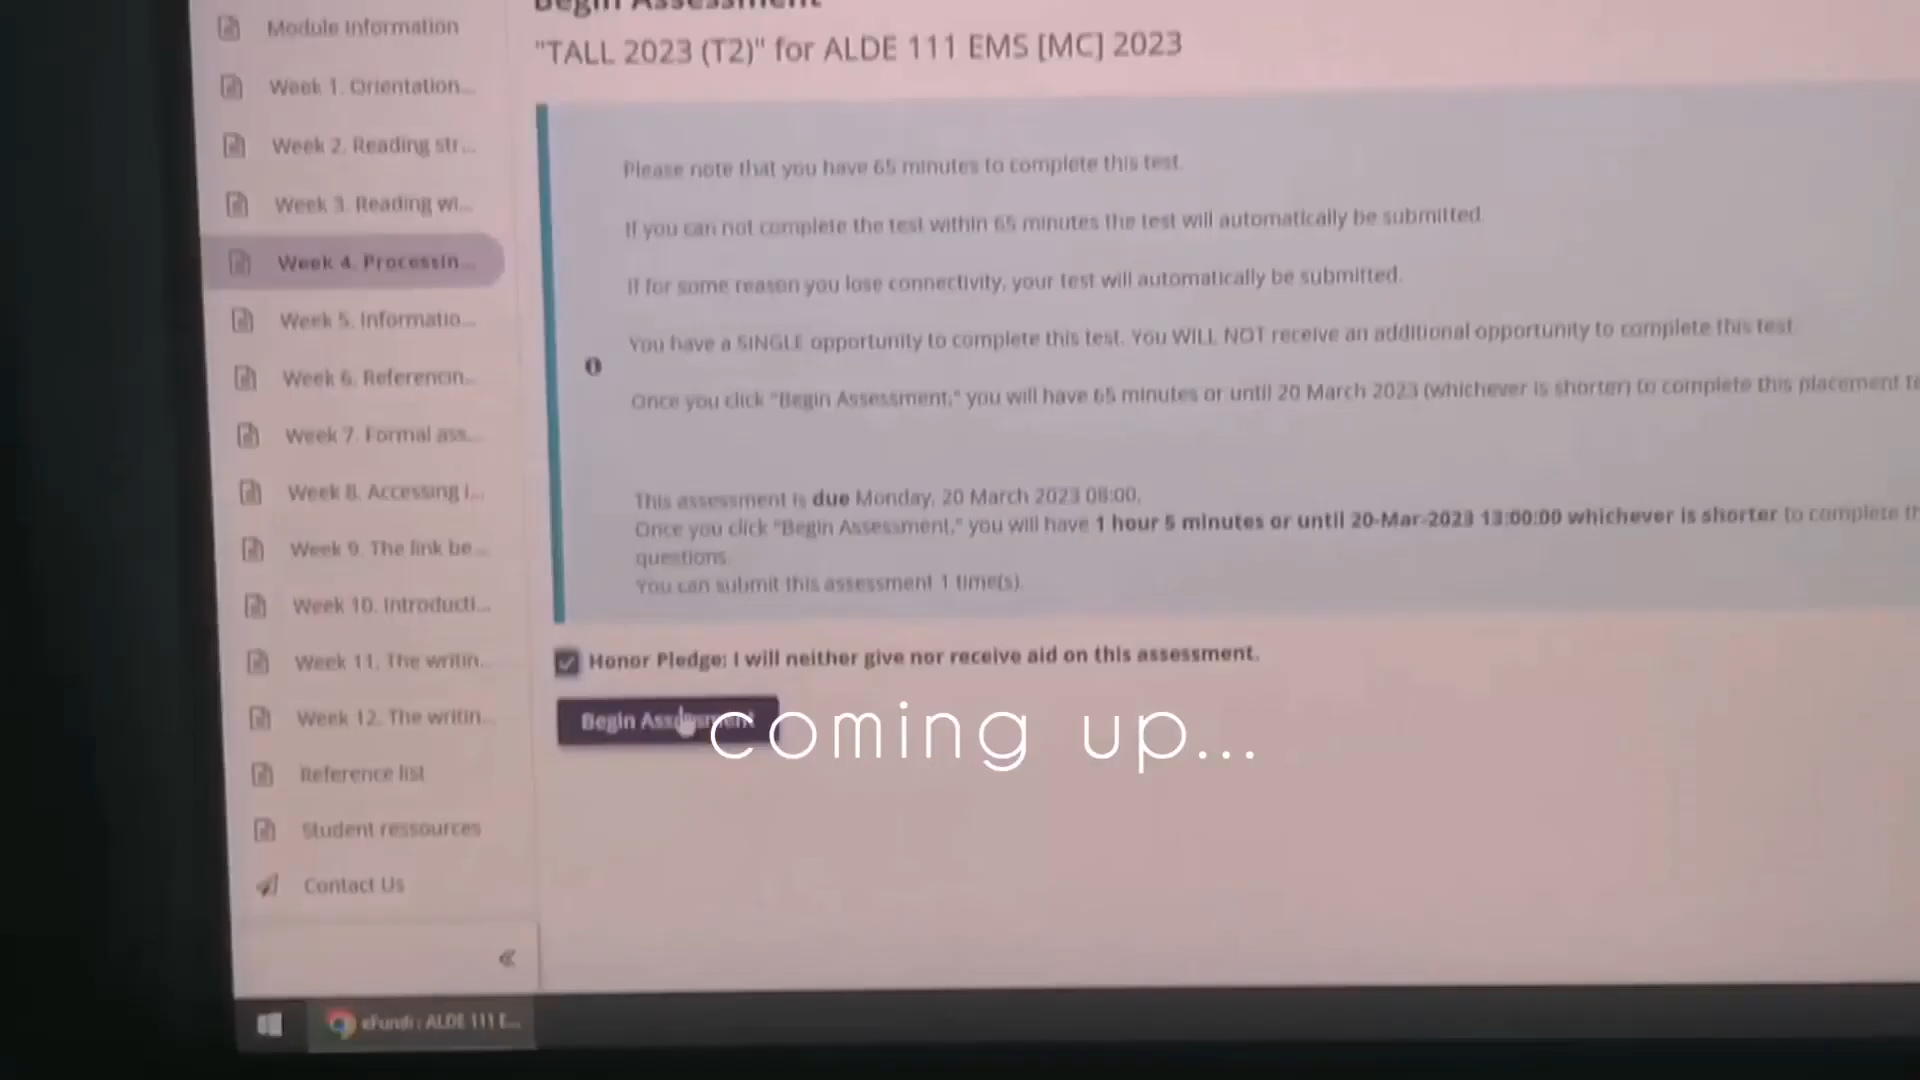 Module Information
Week 1. Orientation...
Week 2. Reading str...
Week 3. Reading wi...
Week 4. Processin...
Week 5. Informatio...
Week 6. Referencin...
Week 7. Formal ass...
Week 8. Accessing i...
Week 9. The link be...
Week 10. Introducti...
Week 11. The writin...
Week 12. The writin...
Reference list
Student ressources
Contact Us
«
Begin Assessment
"TALL 2023 (T2)" for ALDE 111 EMS [MC] 2023
Please note that you have 65 minutes to complete this test.
If you can not complete the test within 65 minutes the test will automatically be submitted.
If for some reason you lose connectivity, your test will automatically be submitted.
You have a SINGLE opportunity to complete this test. You WILL NOT receive an additional opportunity to complete this test.
Once you click "Begin Assessment," you will have 65 minutes or until 20 March 2023 (whichever is shorter) to complete this placement te
This assessment is due Monday, 20 March 2023 08:00.
Once you click "Begin Assessment," you will have 1 hour 5 minutes or until 20-Mar-2023 13:00:00 whichever is shorter to complete th
questions.
You can submit this assessment 1 time(s).
Honor Pledge: I will neither give nor receive aid on this assessment.
Begin Assessment
coming up...
eFundi : ALDE 111 E...